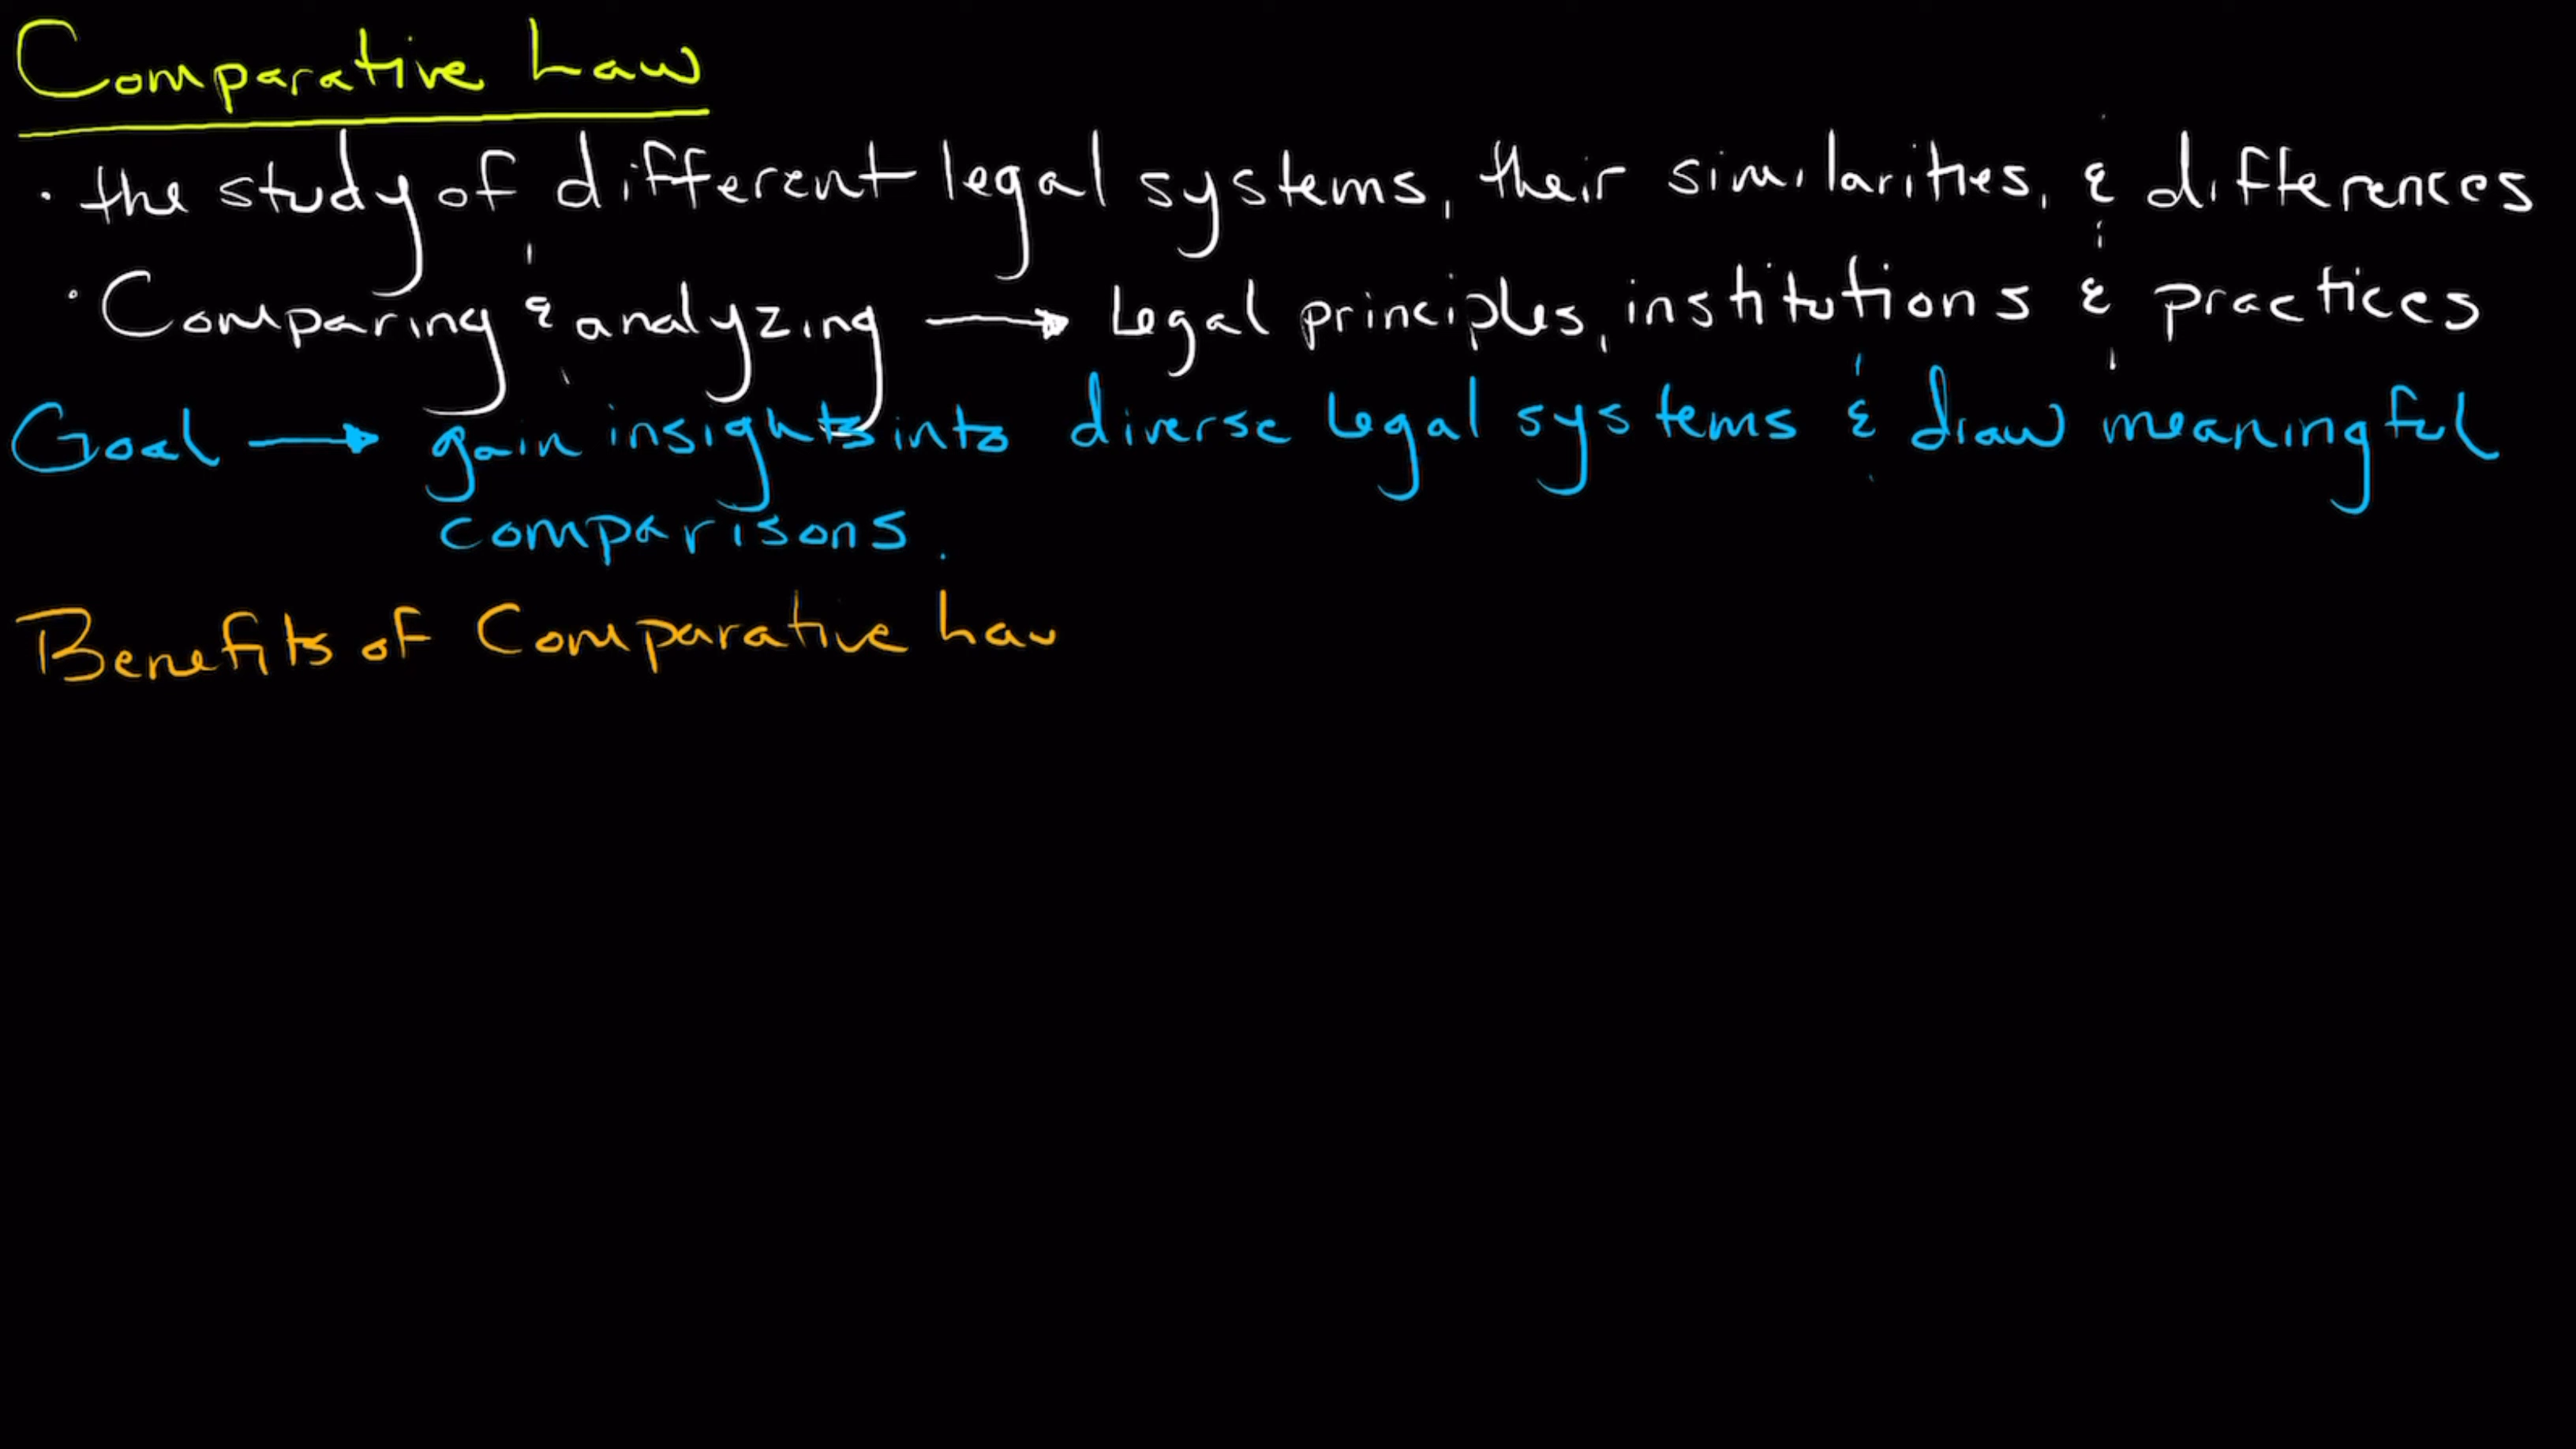 Comparative Law
• the study of different legal systems, their similarities, & differences
• Comparing & analyzing → Legal principles, institutions & practices
Goal → gain insights into diverse legal systems & draw meaningful
comparisons.
Benefits of Comparative Law